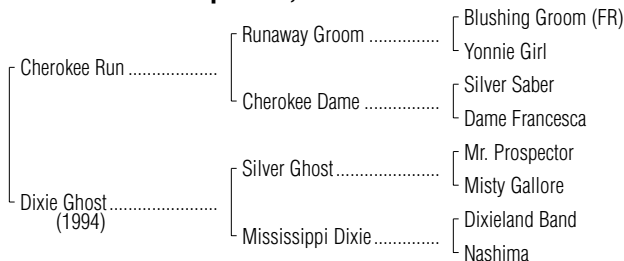 Blushing Groom (FR)
Runaway Groom ...............
Yonnie Girl
Cherokee Run ...................
Silver Saber
Cherokee Dame ................
Dame Francesca
Mr. Prospector
Silver Ghost ......................
Misty Gallore
Dixie Ghost .......................
(1994)
Dixieland Band
Mississippi Dixie ..............
Nashima